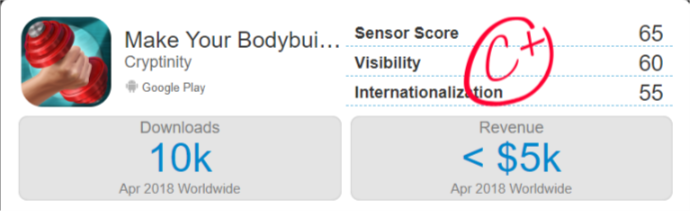 Make Your Bodybui...
Cryptinity
Google Play
Sensor Score 65
Visibility 60
Internationalization 55
C+
Downloads
10k
Apr 2018 Worldwide
Revenue
< $5k
Apr 2018 Worldwide